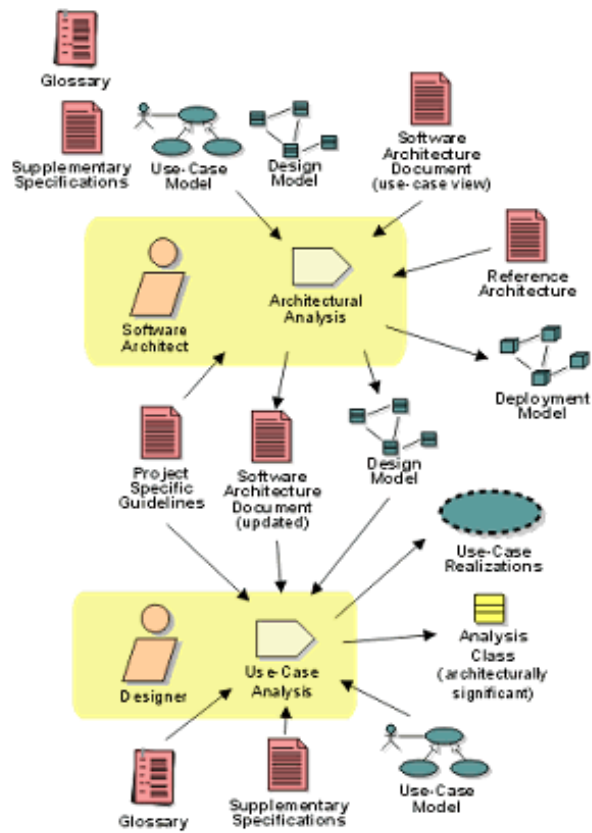 Glossary
Supplementary
Specifications
Use-Case
Model
Design
Model
Software
Architecture
Document
(use-case view)
Reference
Architecture
Architectural
Analysis
Software
Architect
Deployment
Model
Project
Specific
Guidelines
Software
Architecture
Document
(updated)
Design
Model
Use-Case
Realizations
Analysis
Class
(architecturally
significant)
Designer
Use-Case
Analysis
Glossary
Supplementary
Specifications
Use-Case
Model